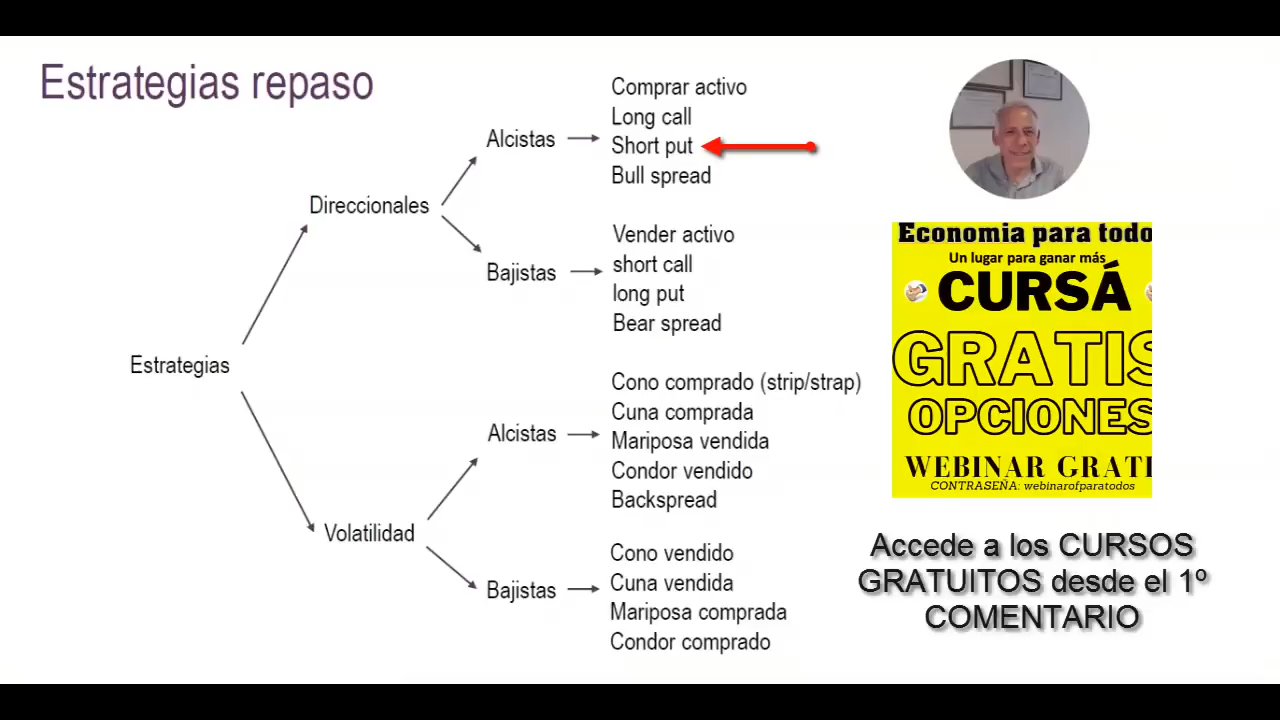 Estrategias repaso
Estrategias
Direccionales
Alcistas
Comprar activo
Long call
Short put
Bull spread
Bajistas
Vender activo
short call
long put
Bear spread
Volatilidad
Alcistas
Cono comprado (strip/strap)
Cuna comprada
Mariposa vendida
Condor vendido
Backspread
Bajistas
Cono vendido
Cuna vendida
Mariposa comprada
Condor comprado
Economia para todo
Un lugar para ganar más
CURSÁ
GRATIS
OPCIONES
WEBINAR GRATI
CONTRASEÑA: webinarofparatodos
Accede a los CURSOS
GRATUITOS desde el 1º
COMENTARIO